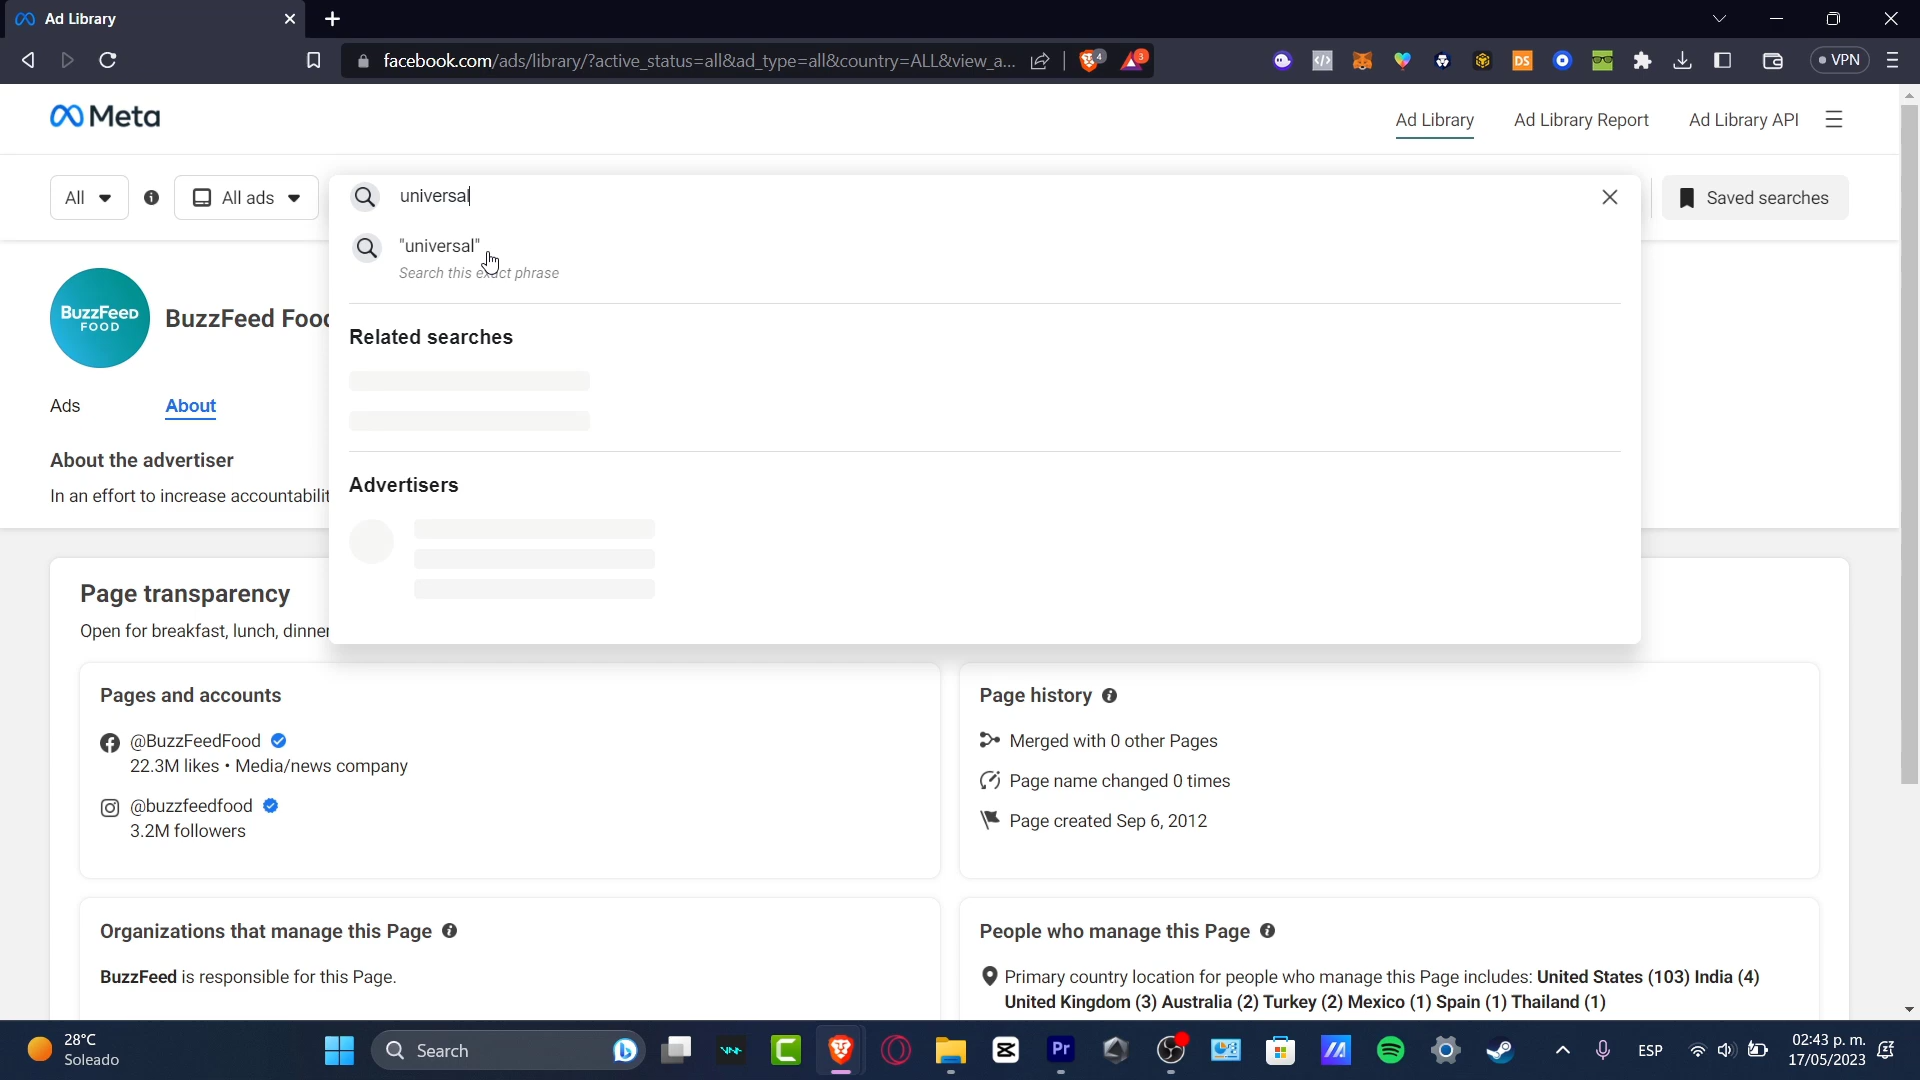 Ad Library
facebook.com/ads/library/?active_status=all&ad_type=all&country=ALL&view_a...
4
3
DS
VPN
Meta
Ad Library
Ad Library Report
Ad Library API
All
All ads
universal
Saved searches
"universal"
Search this exact phrase
BuzzFeed
FOOD
BuzzFeed Food
Related searches
Ads
About
About the advertiser
Advertisers
In an effort to increase accountabilit
Page transparency
Open for breakfast, lunch, dinner
Pages and accounts
@BuzzFeedFood
22.3M likes • Media/news company
@buzzfeedfood
3.2M followers
Page history
Merged with 0 other Pages
Page name changed 0 times
Page created Sep 6, 2012
Organizations that manage this Page
BuzzFeed is responsible for this Page.
People who manage this Page
Primary country location for people who manage this Page includes: United States (103) India (4)
United Kingdom (3) Australia (2) Turkey (2) Mexico (1) Spain (1) Thailand (1)
28°C
Soleado
Search
Pr
ESP
02:43 p. m.
17/05/2023